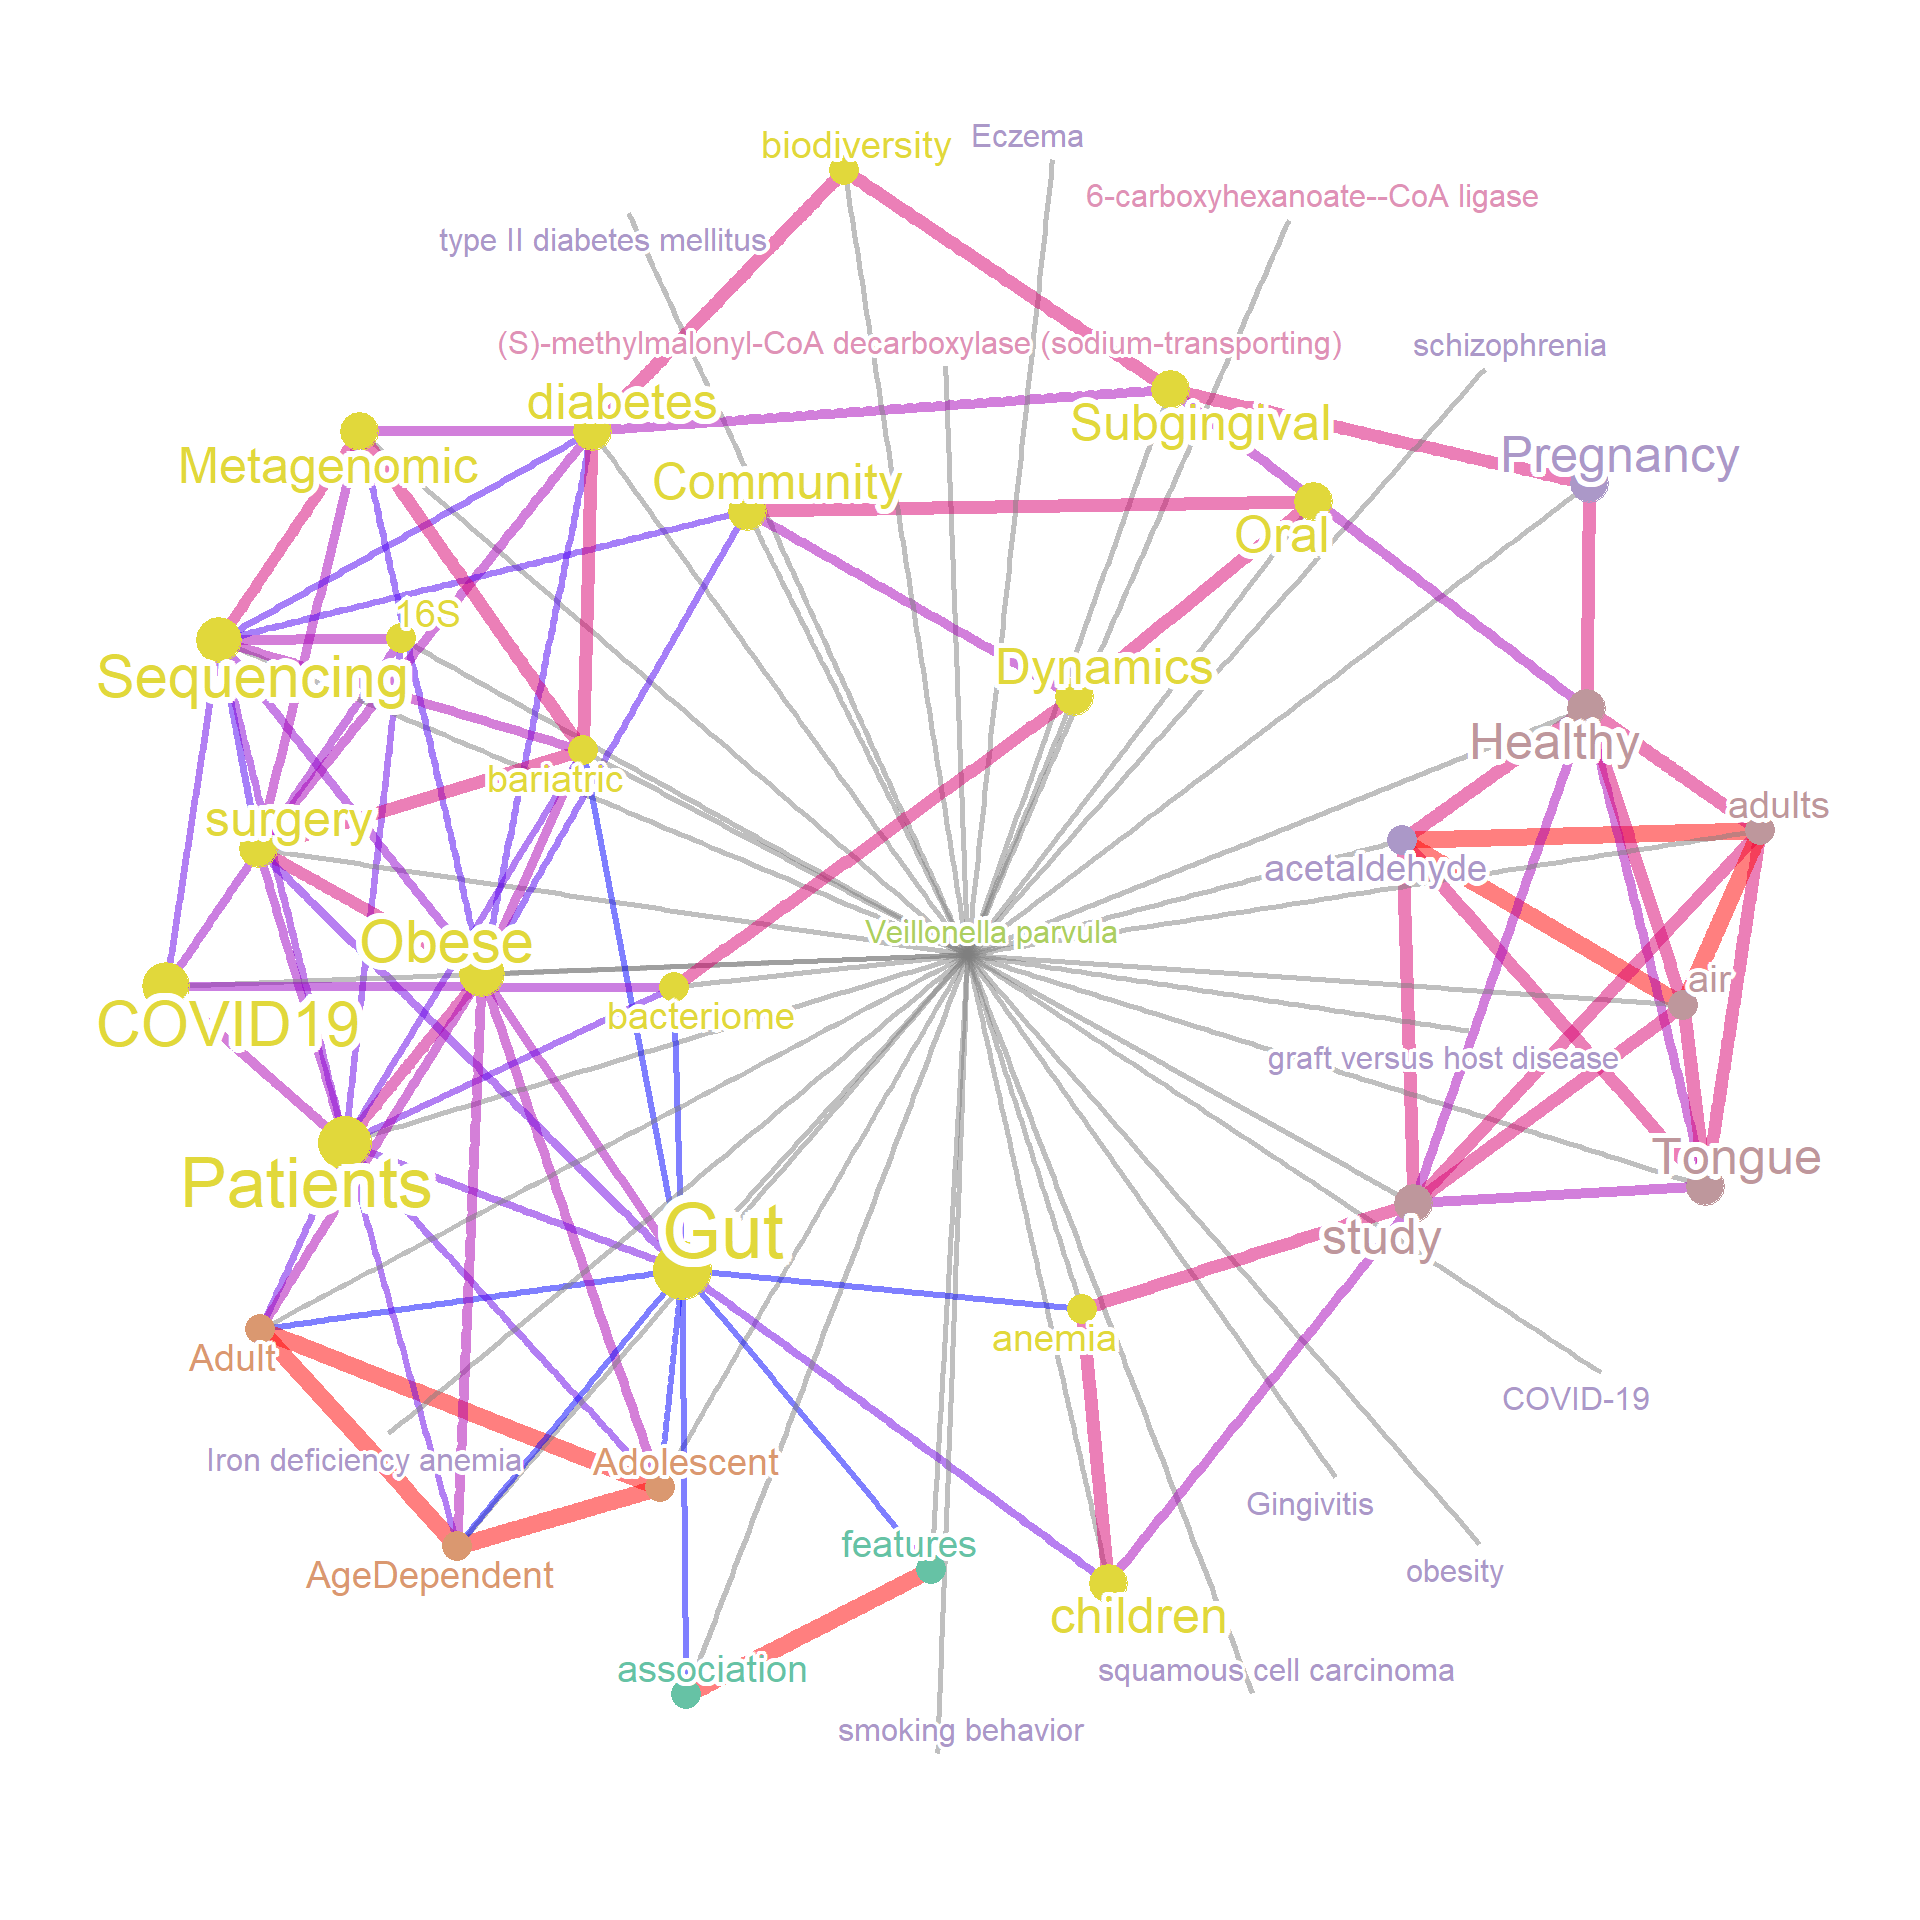 Eczema
biodiversity
6-carboxyhexanoate--CoA ligase
type II diabetes mellitus
(S)-methylmalonyl-CoA decarboxylase (sodium-transporting)
schizophrenia
diabetes
Subgingival
Pregnancy
Metagenomic
Community
Oral
16S
Dynamics
Sequencing
Healthy
bariatric
adults
surgery
acetaldehyde
Veillonella parvula
Obese
air
bacteriome
COVID19
graft versus host disease
Tongue
Patients
Gut
study
anemia
Adult
COVID-19
Iron deficiency anemia
Adolescent
Gingivitis
features
obesity
AgeDependent
children
association
squamous cell carcinoma
smoking behavior